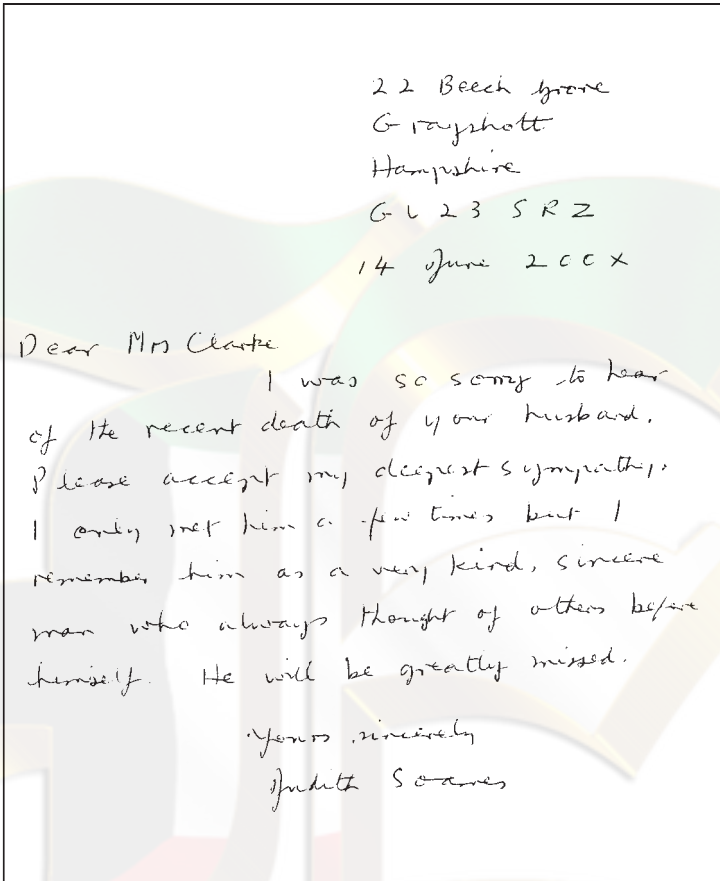 22 Beech Grove
Grayshott
Hampshire
GL23 5RZ
14 June 200X
Dear Mrs Clarke
I was so sorry to hear
of the recent death of your husband.
Please accept my deepest sympathy.
I only met him a few times but I
remember him as a very kind, sincere
man who always thought of others before
himself. He will be greatly missed.
Yours sincerely
Judith Soames